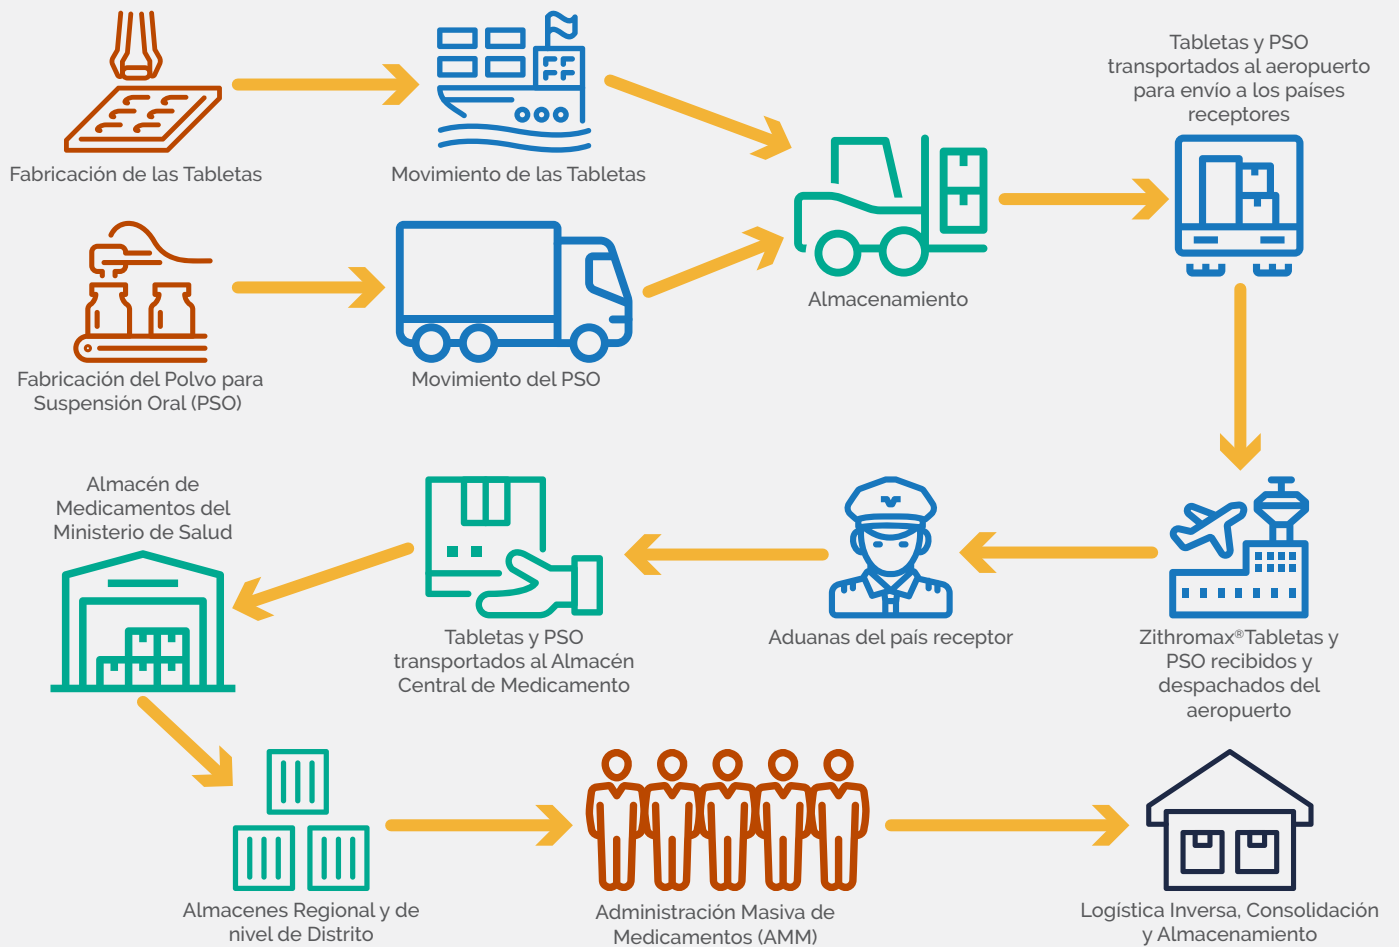 Fabricación de las Tabletas
Movimiento de las Tabletas
Tabletas y PSO
transportados al aeropuerto
para envío a los países
receptores
Almacenamiento
Fabricación del Polvo para
Suspensión Oral (PSO)
Movimiento del PSO
Almacén de
Medicamentos del
Ministerio de Salud
Tabletas y PSO
transportados al Almacén
Central de Medicamento
Aduanas del país receptor
Zithromax® Tabletas y
PSO recibidos y
despachados del
aeropuerto
Almacenes Regional y de
nivel de Distrito
Administración Masiva de
Medicamentos (AMM)
Logística Inversa, Consolidación
y Almacenamiento